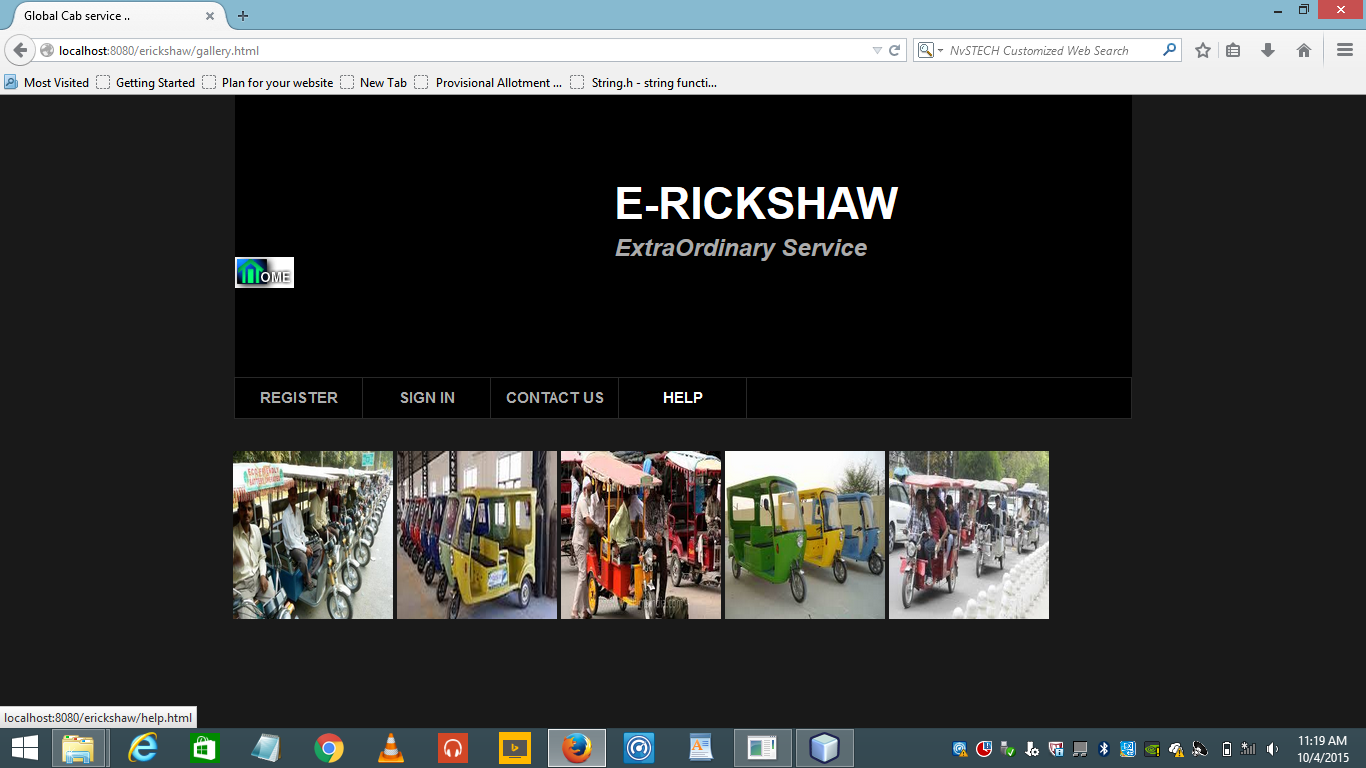 Global Cab service ..
localhost:8080/erickshaw/gallery.html
NvSTECH Customized Web Search
Most Visited Getting Started Plan for your website New Tab Provisional Allotment ... String.h - string functi...
E-RICKSHAW
ExtraOrdinary Service
OME
REGISTER SIGN IN CONTACT US HELP
localhost:8080/erickshaw/help.html
11:19 AM
10/4/2015